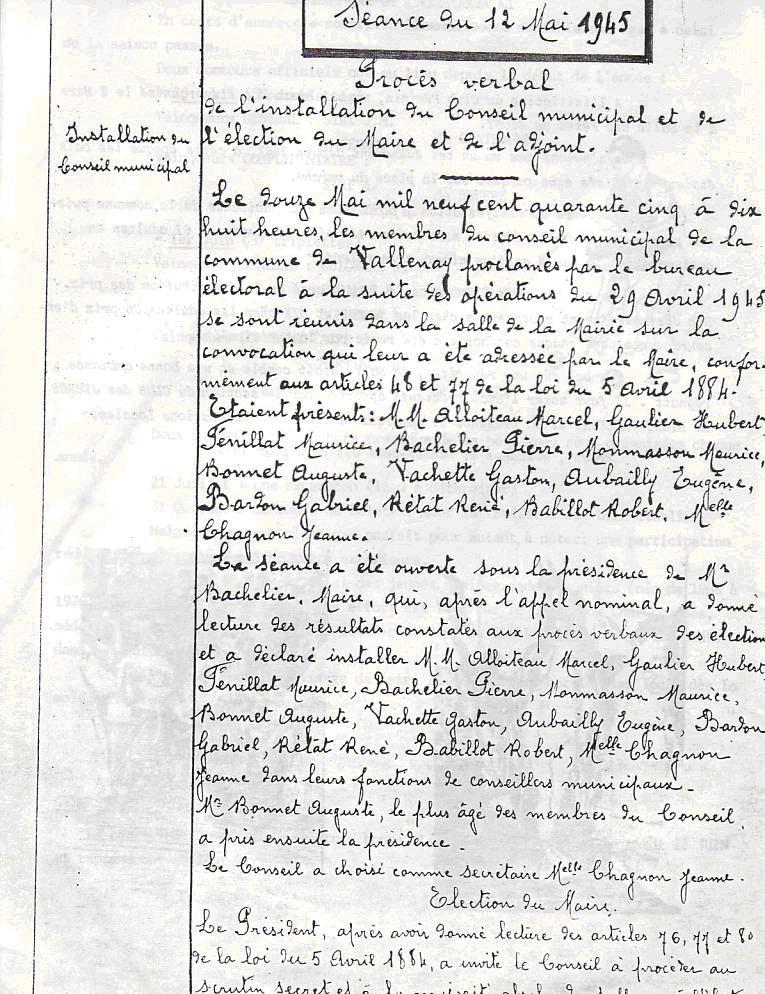 Séance du 12 Mai 1945
Procès verbal
de l'installation du Conseil municipal et de
l'élection du Maire et de l'adjoint.
Installation du
Conseil municipal
Le douze Mai mil neuf cent quarante cinq à dix
huit heures, les membres du conseil municipal de la
commune de Vallenay proclamés par le bureau
électoral à la suite des opérations du 29 Avril 1945
se sont réunis dans la salle de la Mairie sur la
convocation qui leur a été adressée par le Maire, confor-
mément aux articles 48 et 77 de la loi du 5 Avril 1884.
Etaient présents: M.M. Alloiteau Marcel, Gaulier Hubert,
Fénillat Maurice, Bachelier Pierre, Monmasson Maurice,
Bonnet Auguste, Vachette Gaston, Aubailly Eugène,
Bardon Gabriel, Rétat René, Babillot Robert, Melle
Chagnon Jeanne.
La séance a été ouverte sous la présidence de Mr
Bachelier, Maire, qui, après l'appel nominal, a donné
lecture des résultats constatés aux procès verbaux des élection
et a déclaré installer M.M. Alloiteau Marcel, Gaulier Hubert
Fénillat Maurice, Bachelier Pierre, Monmasson Maurice,
Bonnet Auguste, Vachette Gaston, Aubailly Eugène, Bardon
Gabriel, Rétat René, Babillot Robert, Melle Chagnon
Jeanne dans leurs fonctions de conseillers municipaux.
Mr Bonnet Auguste, le plus âgé des membres du Conseil
a pris ensuite la présidence.
Le Conseil a choisi comme secrétaire Melle Chagnon Jeanne.
Election du Maire.
Le Président, après avoir donné lecture des articles 76, 77 et 80
de la loi du 5 Avril 1884, a invité le Conseil à procéder au
scrutin secret et à la